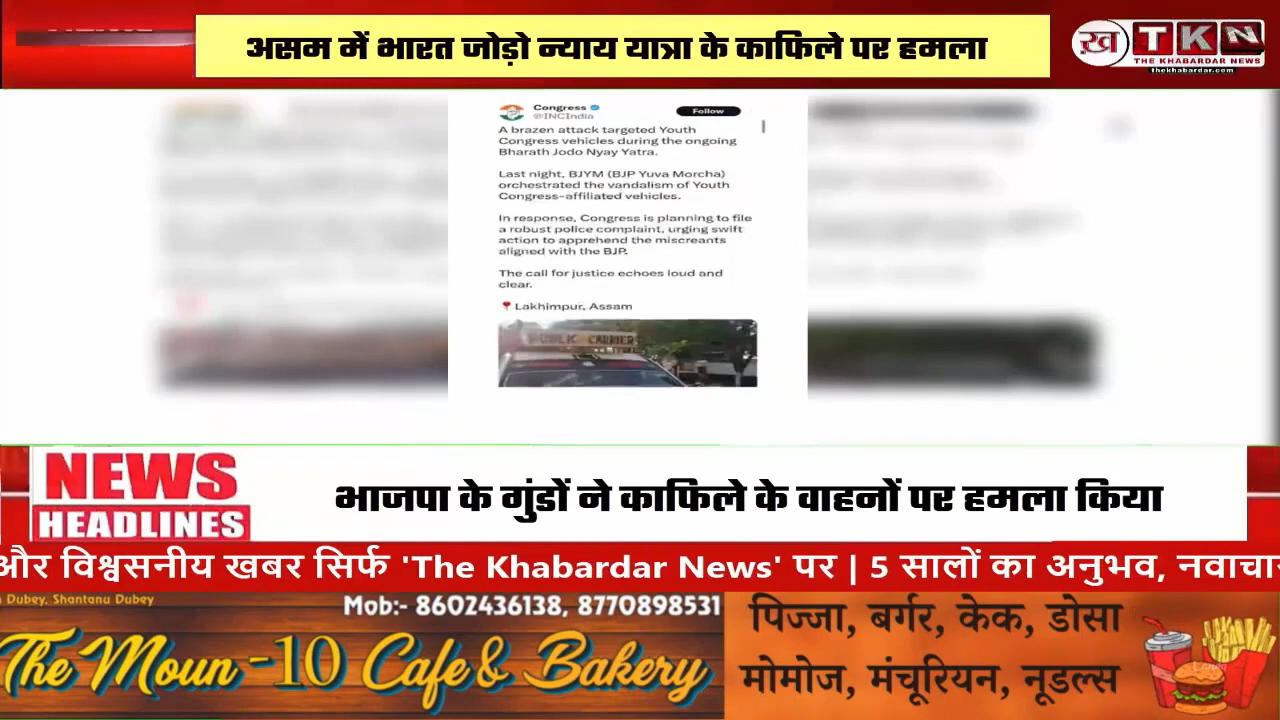 असम में भारत जोड़ो न्याय यात्रा के काफिले पर हमला
ख़ TKN
THE KHABARDAR NEWS
thekhabardar.com
Congress
@INCIndia
Follow
A brazen attack targeted Youth
Congress vehicles during the ongoing
Bharath Jodo Nyay Yatra.
Last night, BJYM (BJP Yuva Morcha)
orchestrated the vandalism of Youth
Congress-affiliated vehicles.
In response, Congress is planning to file
a robust police complaint, urging swift
action to apprehend the miscreants
aligned with the BJP.
The call for justice echoes loud and
clear.
Lakhimpur, Assam
PUBLIC CARRIER
NEWS
HEADLINES
भाजपा के गुंडों ने काफिले के वाहनों पर हमला किया
और विश्वसनीय खबर सिर्फ 'The Khabardar News' पर | 5 सालों का अनुभव, नवाचार
Dubey, Shantanu Dubey
Mob:- 8602436138, 8770898531
The Moun -10 Cafe & Bakery
पिज्जा, बर्गर, केक, डोसा
मोमोज, मंचूरियन, नूडल्स